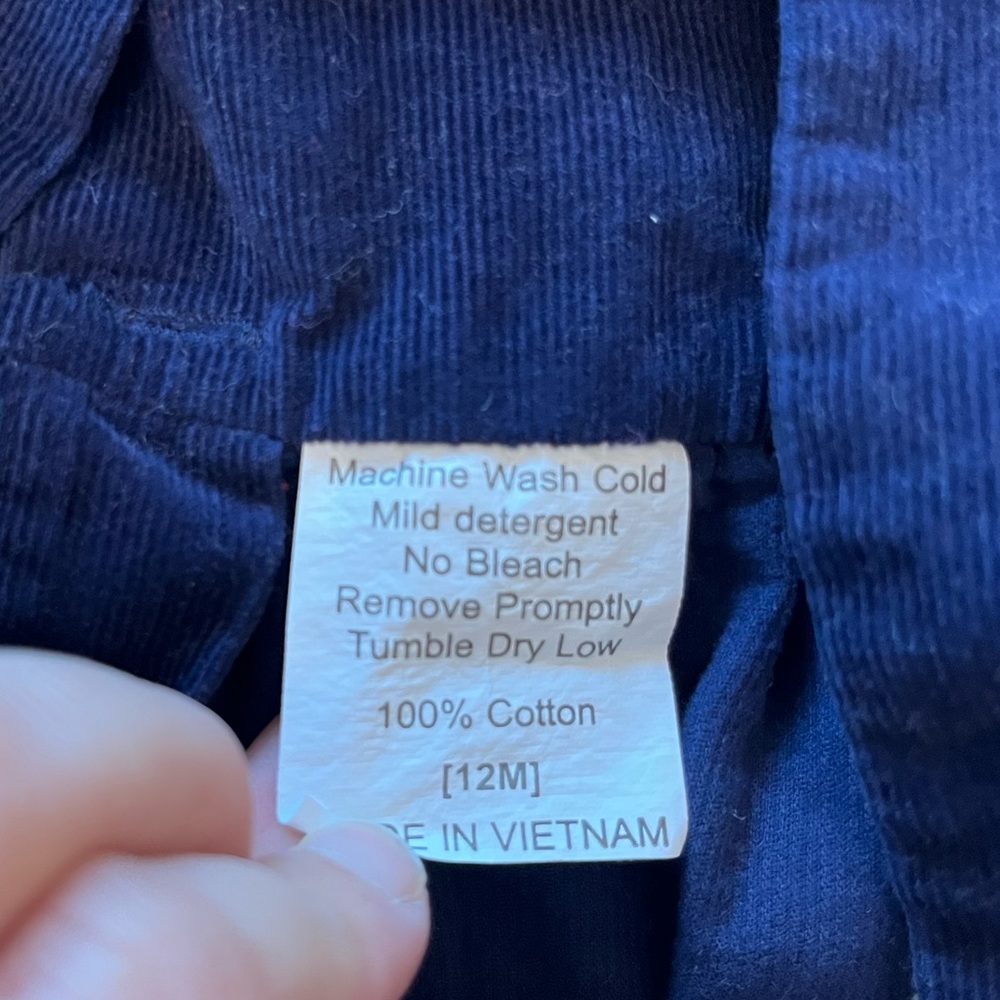 Machine Wash Cold
Mild detergent
No Bleach
Remove Promptly
Tumble Dry Low
100% Cotton
[12M]
IN VIETNAM